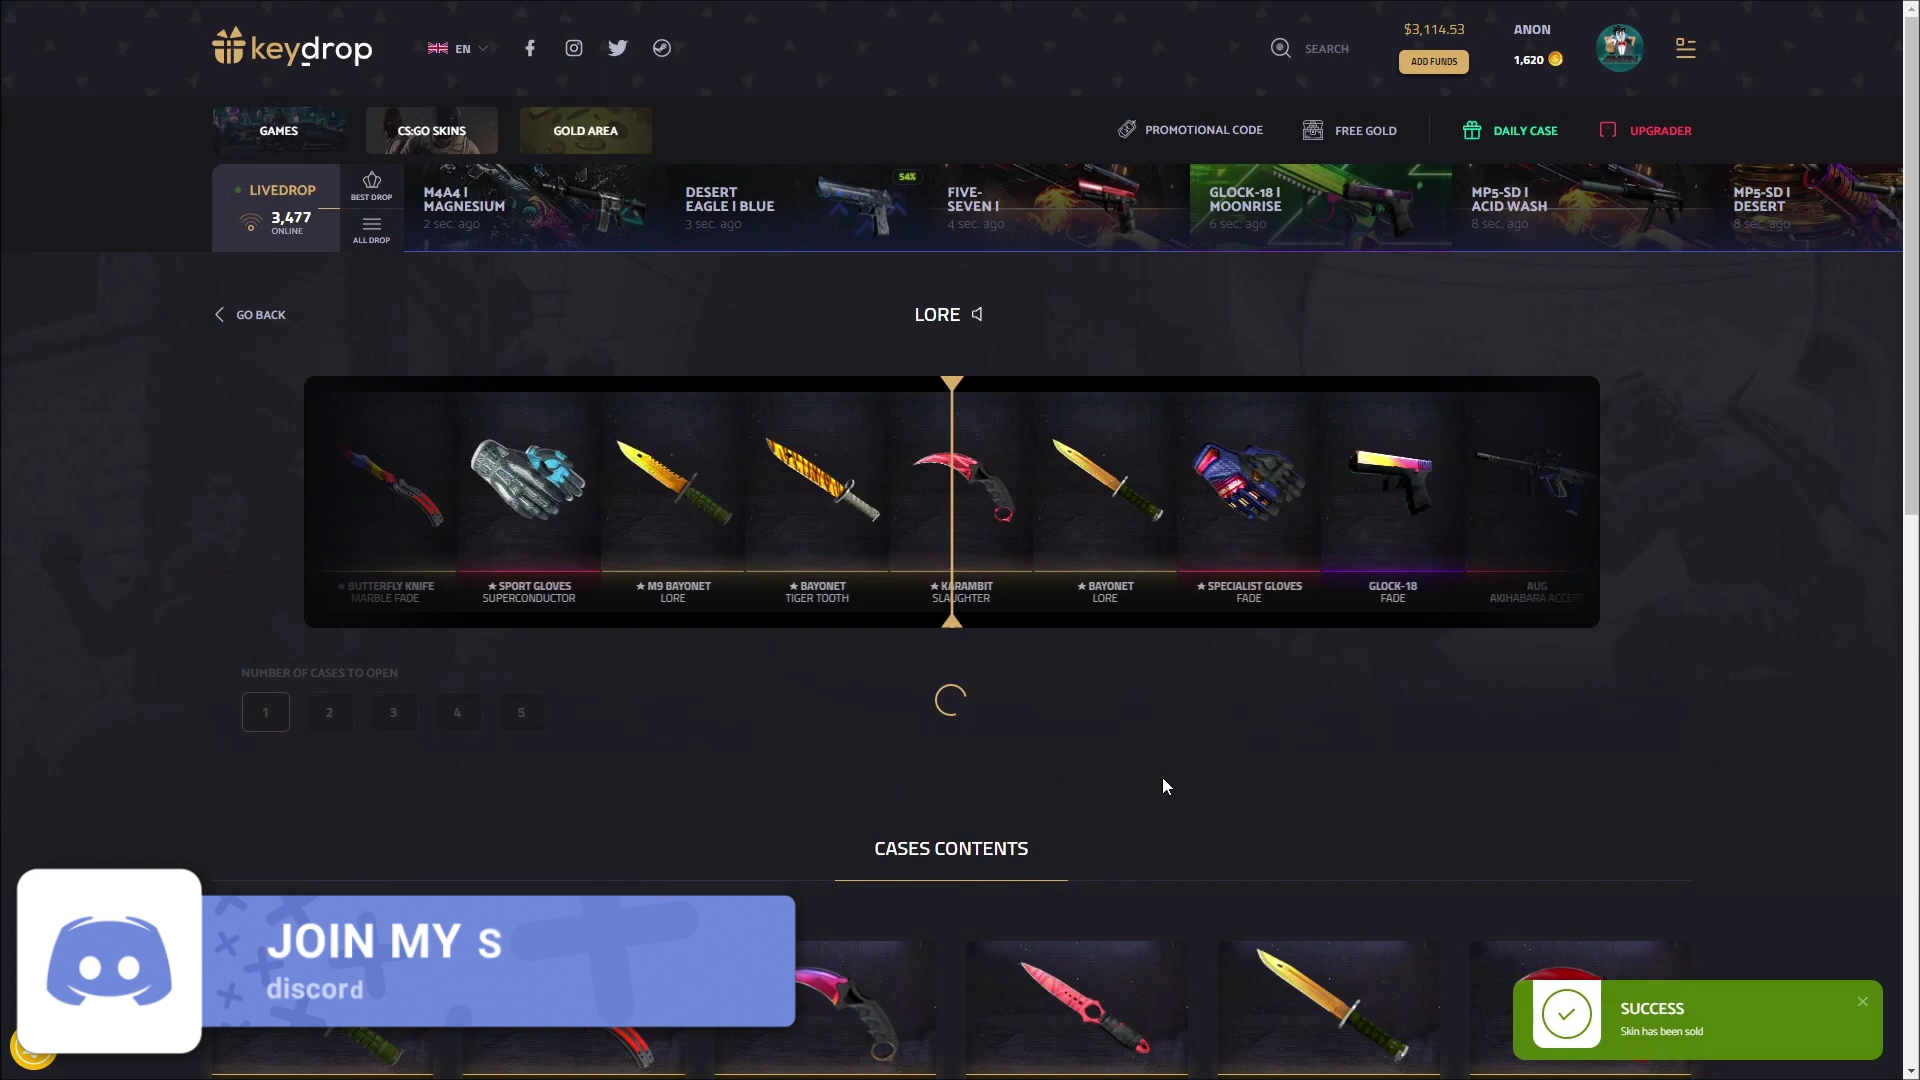 keydrop
EN
SEARCH
$3,114.53
ADD FUNDS
ANON
1,620
GAMES
CS:GO SKINS
GOLD AREA
PROMOTIONAL CODE
FREE GOLD
DAILY CASE
UPGRADER
LIVEDROP
3,477
ONLINE
BEST DROP
ALL DROP
M4A4 |
MAGNESIUM
2 sec. ago
DESERT
EAGLE | BLUE
3 sec. ago
54%
FIVE-
SEVEN |
4 sec. ago
GLOCK-18 |
MOONRISE
6 sec. ago
MP5-SD |
ACID WASH
8 sec. ago
MP5-SD |
DESERT
8 sec. ago
GO BACK
LORE
★ BUTTERFLY KNIFE
MARBLE FADE
★ SPORT GLOVES
SUPERCONDUCTOR
★ M9 BAYONET
LORE
★ BAYONET
TIGER TOOTH
★ KARAMBIT
SLAUGHTER
★ BAYONET
LORE
★ SPECIALIST GLOVES
FADE
GLOCK-18
FADE
AUG
AKIHABARA ACCEPT
NUMBER OF CASES TO OPEN
1
2
3
4
5
CASES CONTENTS
JOIN MY S
discord
SUCCESS
Skin has been sold